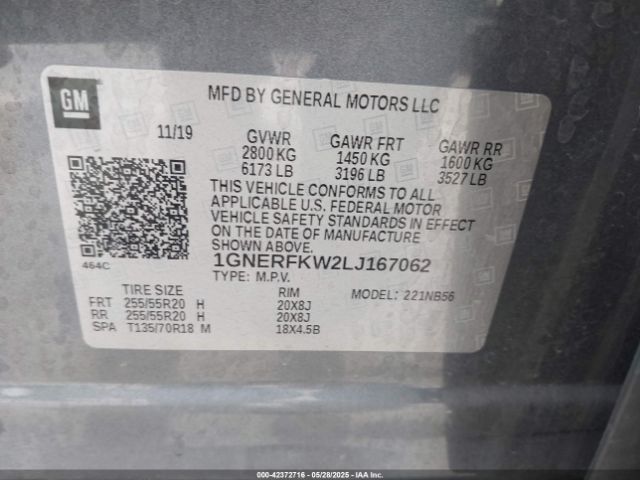 GM
MFD BY GENERAL MOTORS LLC
11/19 GVWR GAWR FRT GAWR RR
2800 KG 1450 KG 1600 KG
6173 LB 3196 LB 3527 LB
THIS VEHICLE CONFORMS TO ALL
APPLICABLE U.S. FEDERAL MOTOR
VEHICLE SAFETY STANDARDS IN EFFECT
ON THE DATE OF MANUFACTURE
SHOWN ABOVE.
464C
1GNERFKW2LJ167062
TYPE: M.P.V.
TIRE SIZE RIM MODEL: 221NB56
FRT 255/55R20 H 20X8J
RR 255/55R20 H 20X8J
SPA T135/70R18 M 18X4.5B
000-42372716 - 05/28/2025 - IAA Inc.